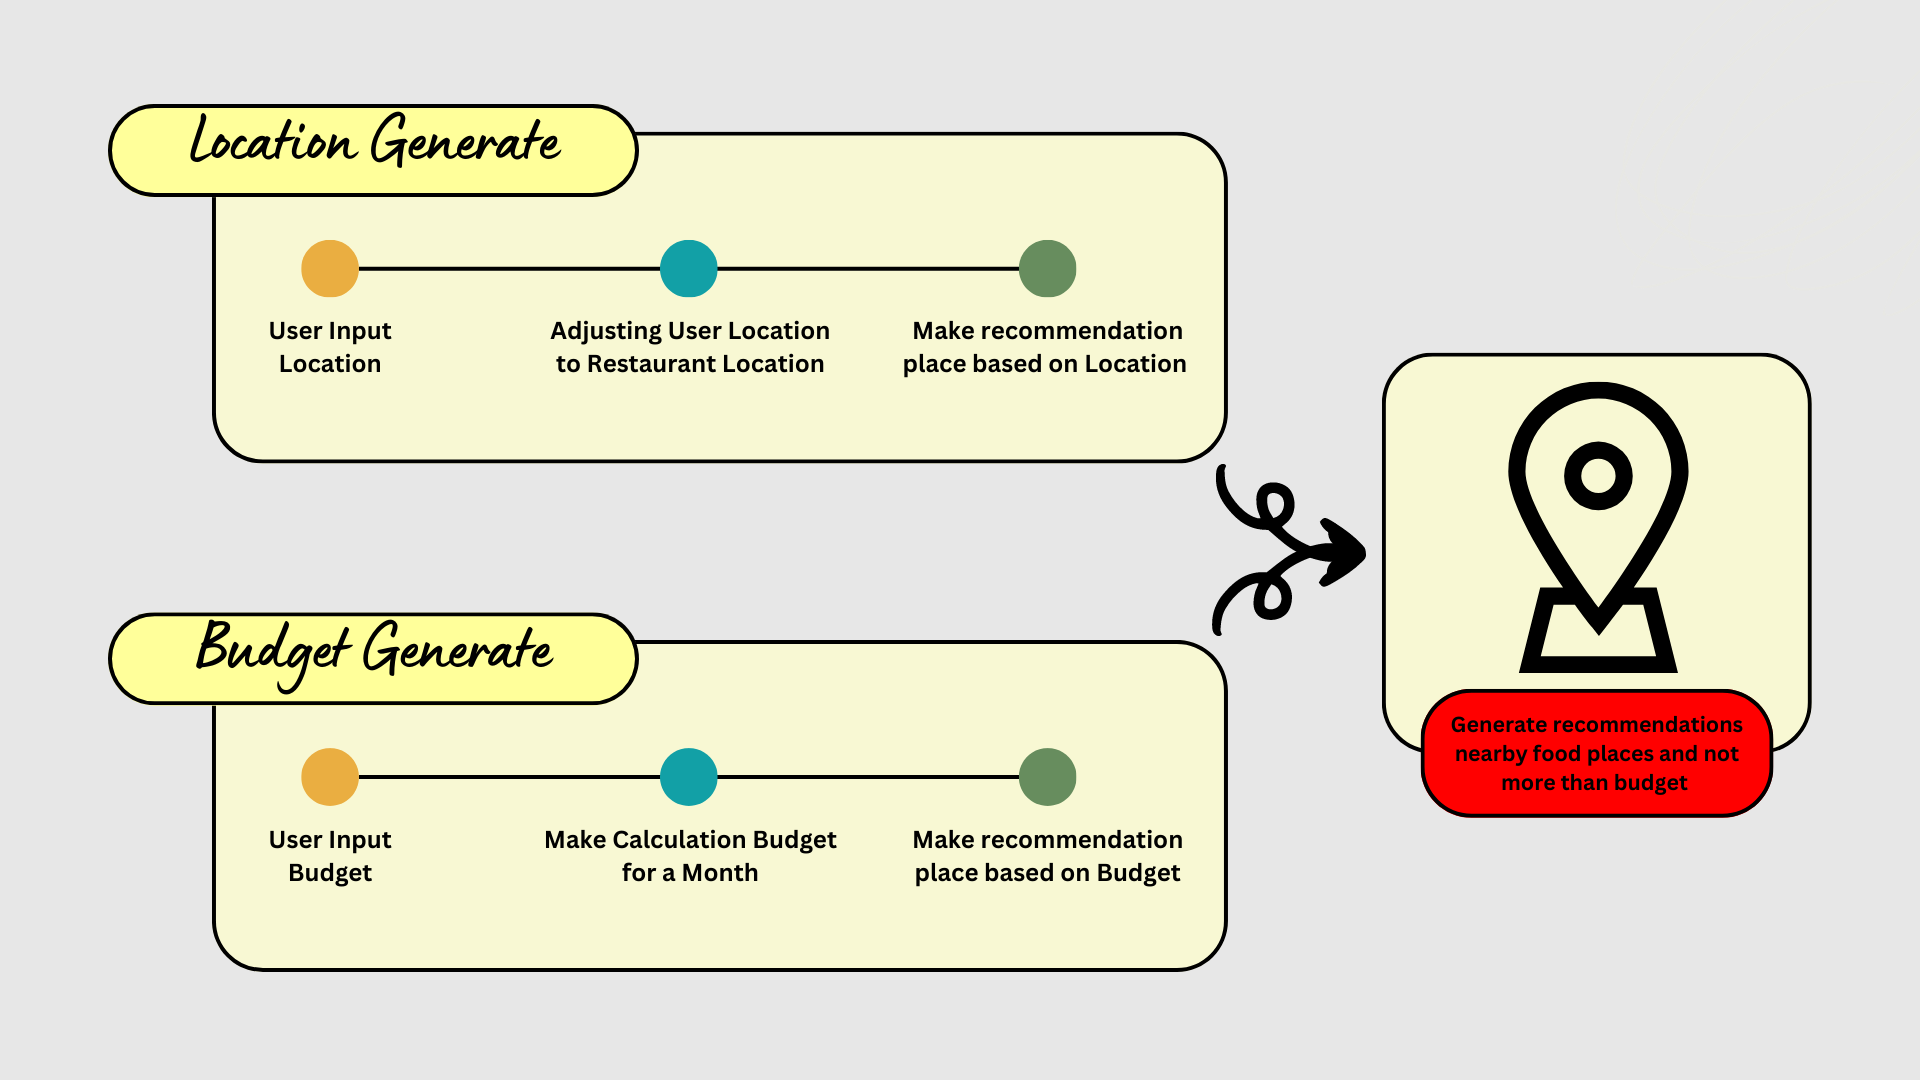 Location Generate
User Input
Location
Adjusting User Location
to Restaurant Location
Make recommendation
place based on Location
Budget Generate
User Input
Budget
Make Calculation Budget
for a Month
Make recommendation
place based on Budget
Generate recommendations
nearby food places and not
more than budget